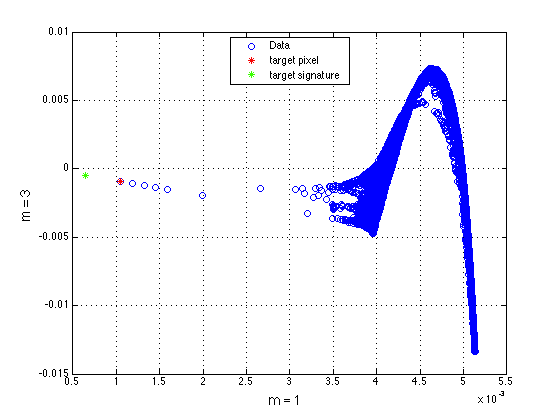 0.01
Data
target pixel
target signature
0.005
0
-0.005
-0.01
-0.015
m = 3
0.5 1 1.5 2 2.5 3 3.5 4 4.5 5 5.5
m = 1
x 10⁻³